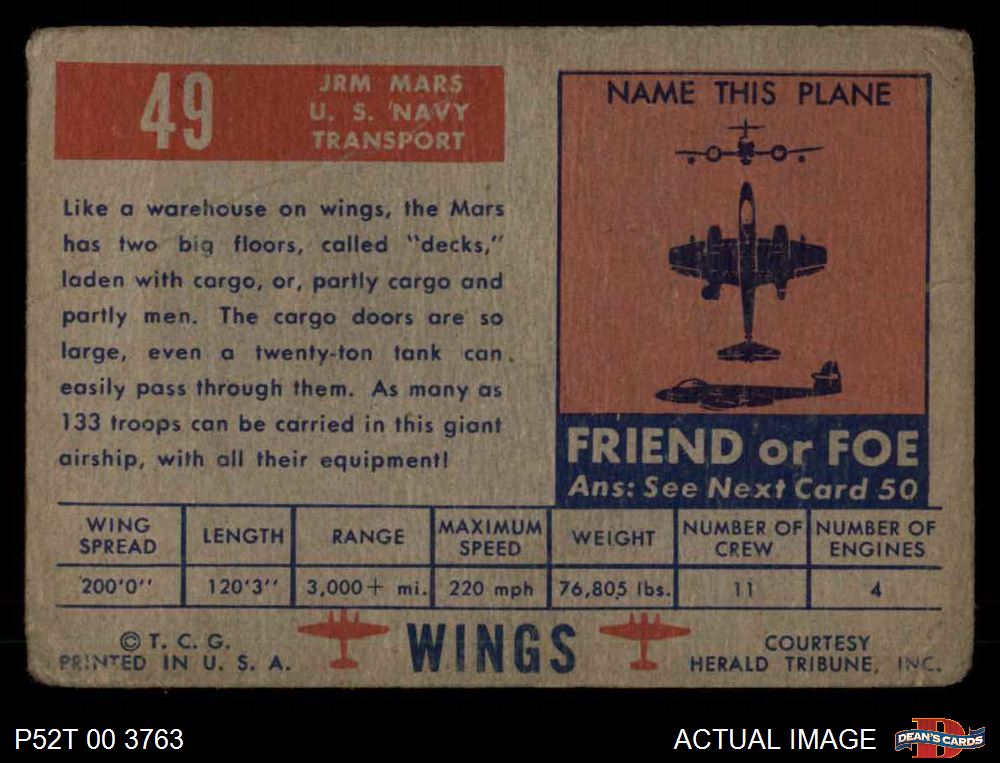 49
JRM MARS
U. S. NAVY
TRANSPORT
Like a warehouse on wings, the Mars
has two big floors, called "decks,"
laden with cargo, or, partly cargo and
partly men. The cargo doors are so
large, even a twenty-ton tank can
easily pass through them. As many as
133 troops can be carried in this giant
airship, with all their equipment!
NAME THIS PLANE
FRIEND or FOE
Ans: See Next Card 50
WING SPREAD
LENGTH
RANGE
MAXIMUM SPEED
WEIGHT
NUMBER OF CREW
NUMBER OF ENGINES
200'0''
120'3''
3,000+ mi.
220 mph
76,805 lbs.
11
4
© T. C. G.
PRINTED IN U. S. A.
WINGS
COURTESY
HERALD TRIBUNE, INC.
P52T 00 3763
ACTUAL IMAGE
D
DEAN'S CARDS